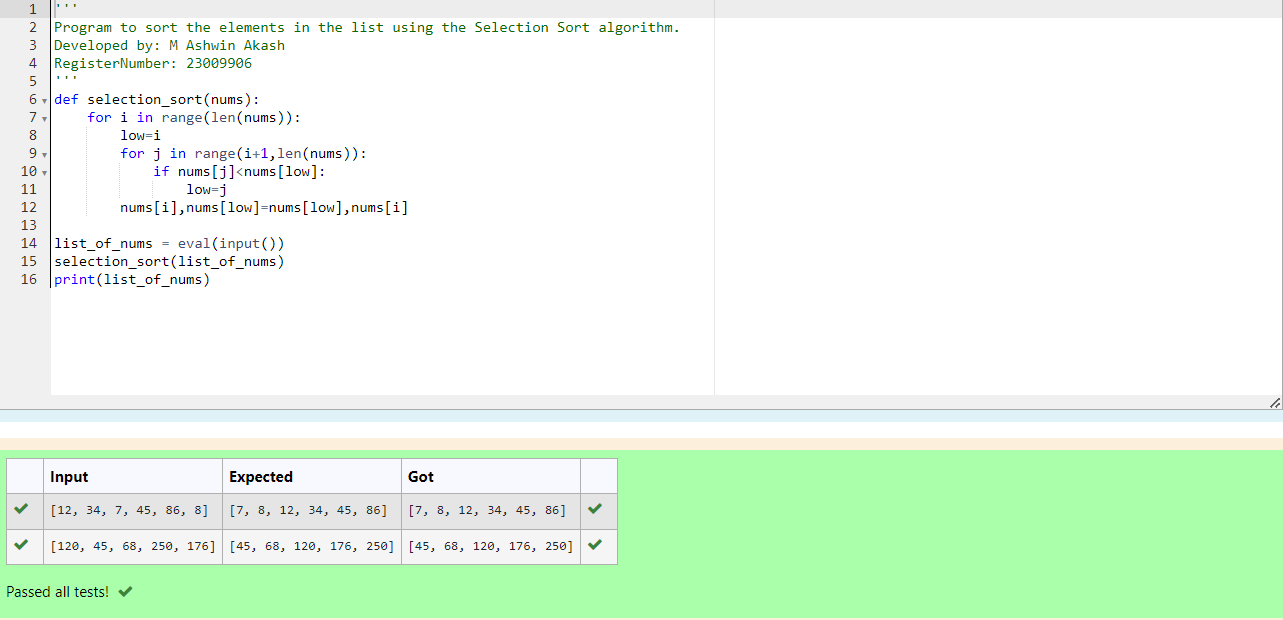 1 '''
2 Program to sort the elements in the list using the Selection Sort algorithm.
3 Developed by: M Ashwin Akash
4 RegisterNumber: 23009906
5 '''
6 def selection_sort(nums):
7     for i in range(len(nums)):
8         low=i
9         for j in range(i+1,len(nums)):
10             if nums[j]<nums[low]:
11                 low=j
12         nums[i],nums[low]=nums[low],nums[i]
13
14 list_of_nums = eval(input())
15 selection_sort(list_of_nums)
16 print(list_of_nums)
Input Expected Got
[12, 34, 7, 45, 86, 8] [7, 8, 12, 34, 45, 86] [7, 8, 12, 34, 45, 86]
[120, 45, 68, 250, 176] [45, 68, 120, 176, 250] [45, 68, 120, 176, 250]
Passed all tests!